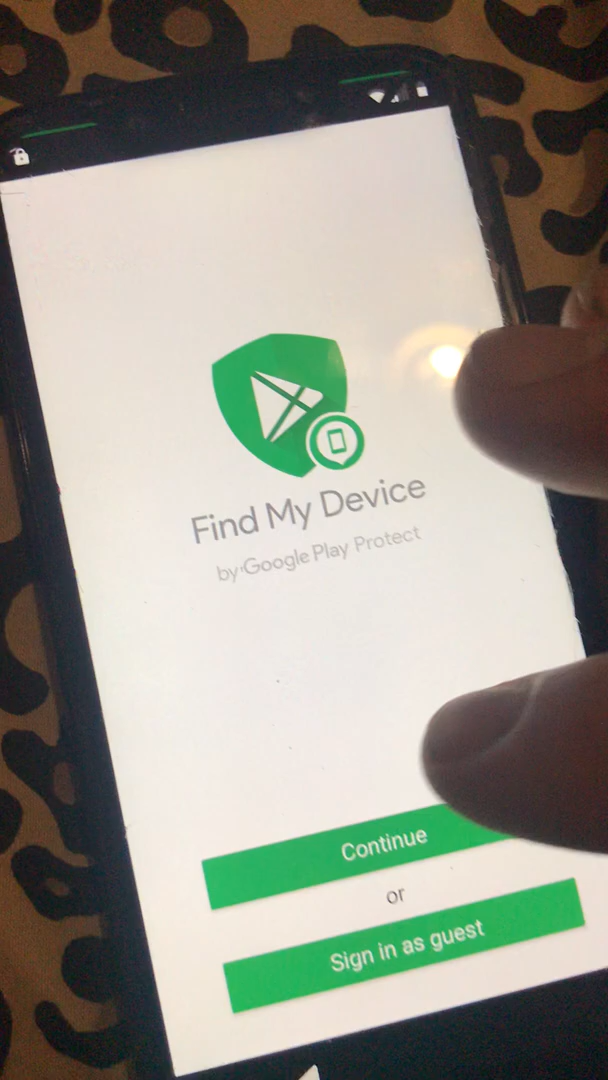 Find My Device
by Google Play Protect
Continue
or
Sign in as guest